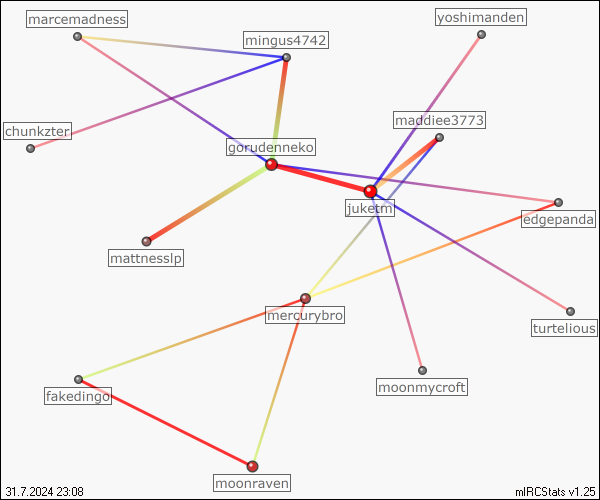 marcemadness
yoshimanden
mingus4742
maddiee3773
chunkzter
gorudenneko
juketm
edgepanda
mattnesslp
mercurybro
turtelious
moonmycroft
fakedingo
moonraven
31.7.2024 23:08
mIRCStats v1.25